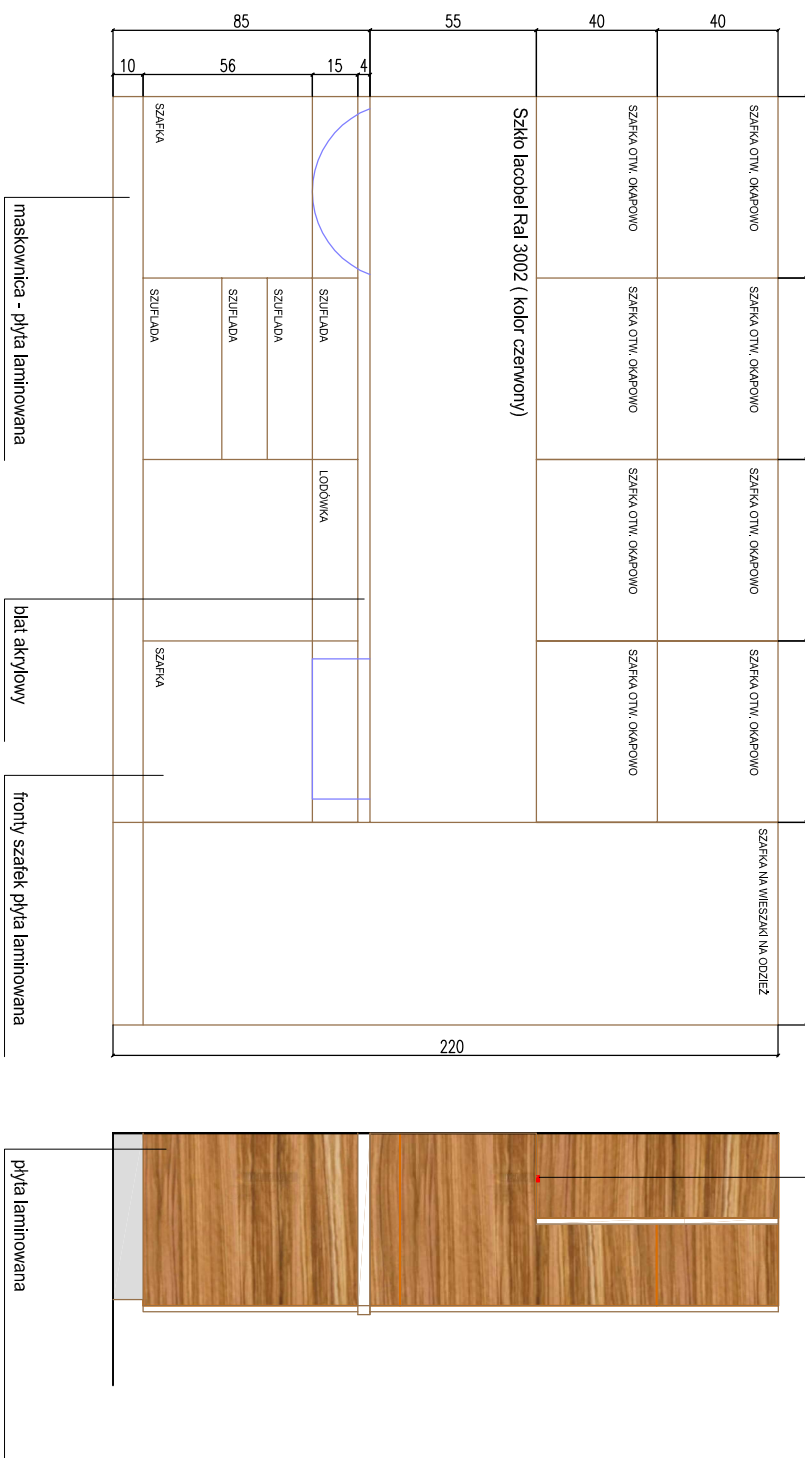 85
55
40
40
10
56
15
4
SZAFKA OTW. OKAPOWO
SZAFKA OTW. OKAPOWO
SZAFKA OTW. OKAPOWO
SZAFKA OTW. OKAPOWO
SZAFKA NA WIESZAKI NA ODZIEŻ
SZAFKA OTW. OKAPOWO
SZAFKA OTW. OKAPOWO
SZAFKA OTW. OKAPOWO
SZAFKA OTW. OKAPOWO
Szkło lacobel Ral 3002 ( kolor czerwony)
SZUFLADA
LODÓWKA
SZUFLADA
SZUFLADA
SZAFKA
SZUFLADA
SZAFKA
220
maskownica - płyta laminowana
blat akrylowy
fronty szafek płyta laminowana
płyta laminowana